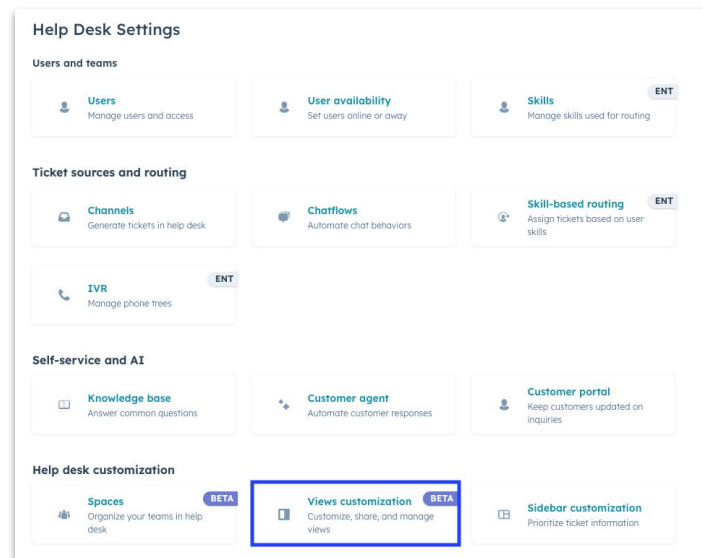 Help Desk Settings
Users and teams
Users
Manage users and access
User availability
Set users online or away
ENT
Skills
Manage skills used for routing
Ticket sources and routing
Channels
Generate tickets in help desk
Chatflows
Automate chat behaviors
ENT
Skill-based routing
Assign tickets based on user
skills
ENT
IVR
Manage phone trees
Self-service and AI
Knowledge base
Answer common questions
Customer agent
Automate customer responses
Customer portal
Keep customers updated on
inquiries
Help desk customization
BETA
Spaces
Organize your teams in help
desk
BETA
Views customization
Customize, share, and manage
views
Sidebar customization
Prioritize ticket information